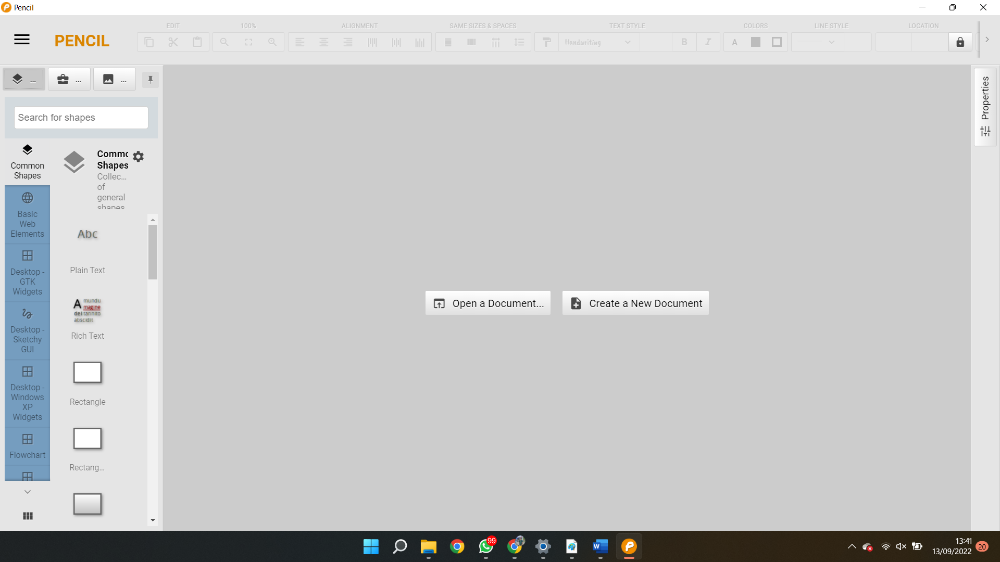 Pencil
PENCIL
EDIT
100%
ALIGNMENT
SAME SIZES & SPACES
TEXT STYLE
COLORS
LINE STYLE
LOCATION
Handwriting
B
I
A
...
...
...
Search for shapes
Common
Shapes
Commo
Shapes
Collec...
of
general
shapes
Basic
Web
Elements
Desktop -
GTK
Widgets
Desktop -
Sketchy
GUI
Desktop -
Windows
XP
Widgets
Flowchart
Abc
Plain Text
A mundu
magine
del tannito
abscidit
Rich Text
Rectangle
Rectang...
Open a Document...
Create a New Document
Properties
99
13:41
13/09/2022
20